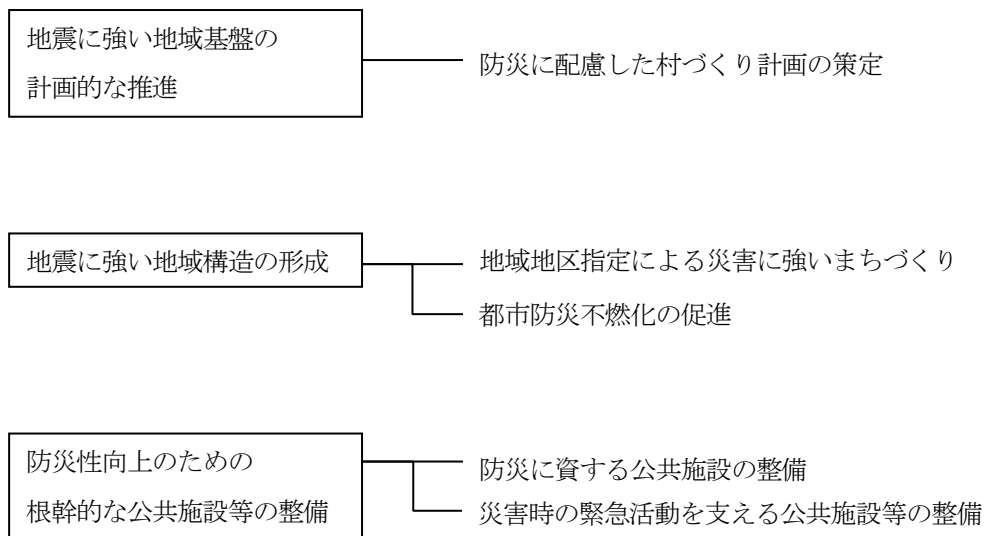 地震に強い地域基盤の
計画的な推進
防災に配慮した村づくり計画の策定
地震に強い地域構造の形成
地域地区指定による災害に強いまちづくり
都市防災不燃化の促進
防災性向上のための
根幹的な公共施設等の整備
防災に資する公共施設の整備
災害時の緊急活動を支える公共施設等の整備